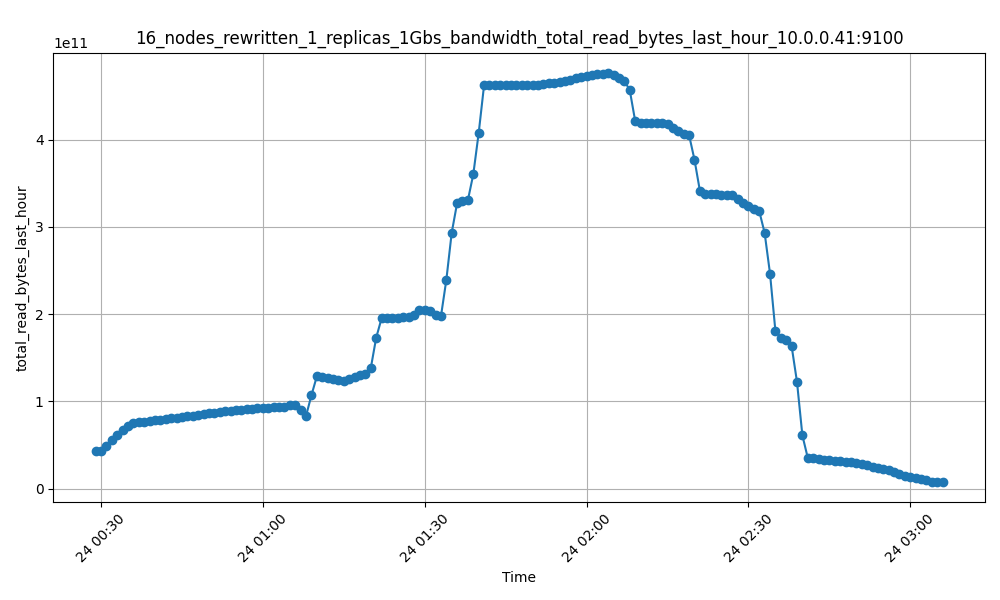 16_nodes_rewritten_1_replicas_1Gbs_bandwidth_total_read_bytes_last_hour_10.0.0.41:9100
1e11
4
3
2
1
0
total_read_bytes_last_hour
24 00:30
24 01:00
24 01:30
24 02:00
24 02:30
24 03:00
Time